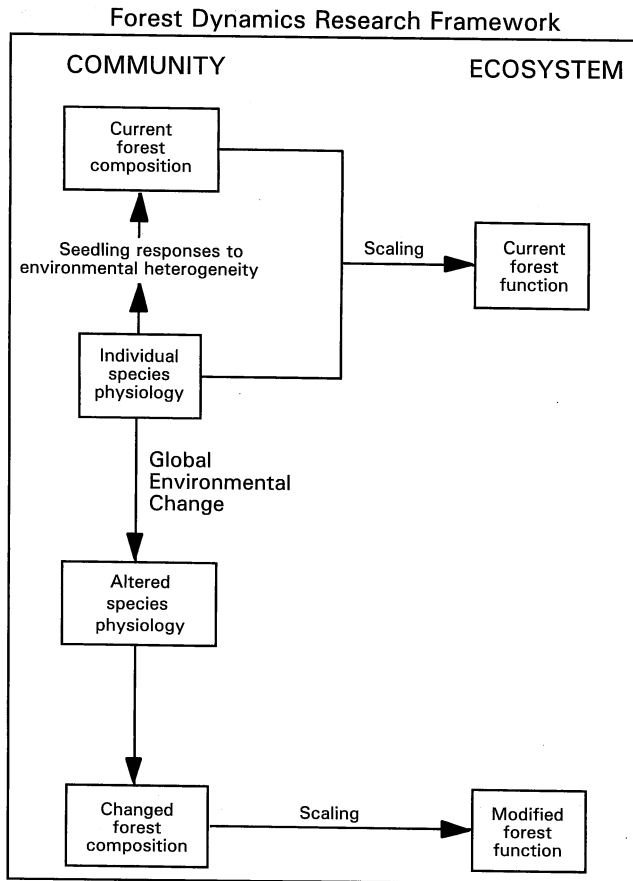 Forest Dynamics Research Framework
COMMUNITY
ECOSYSTEM
Current
forest
composition
Seedling responses to
environmental heterogeneity
Scaling
Current
forest
function
Individual
species
physiology
Global
Environmental
Change
Altered
species
physiology
Changed
forest
composition
Scaling
Modified
forest
function